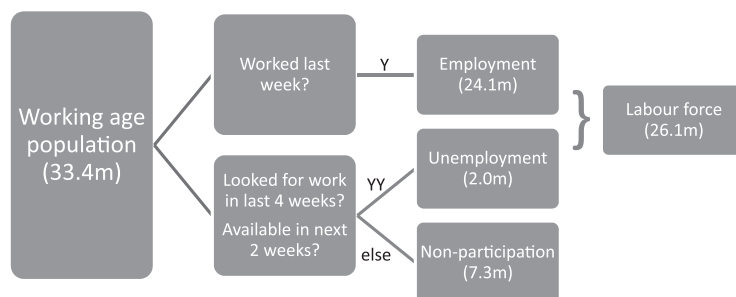 Working age
population
(33.4m)
Worked last
week?
Y
Employment
(24.1m)
Looked for work
in last 4 weeks?
Available in next
2 weeks?
YY
Unemployment
(2.0m)
else
Non-participation
(7.3m)
}
Labour force
(26.1m)